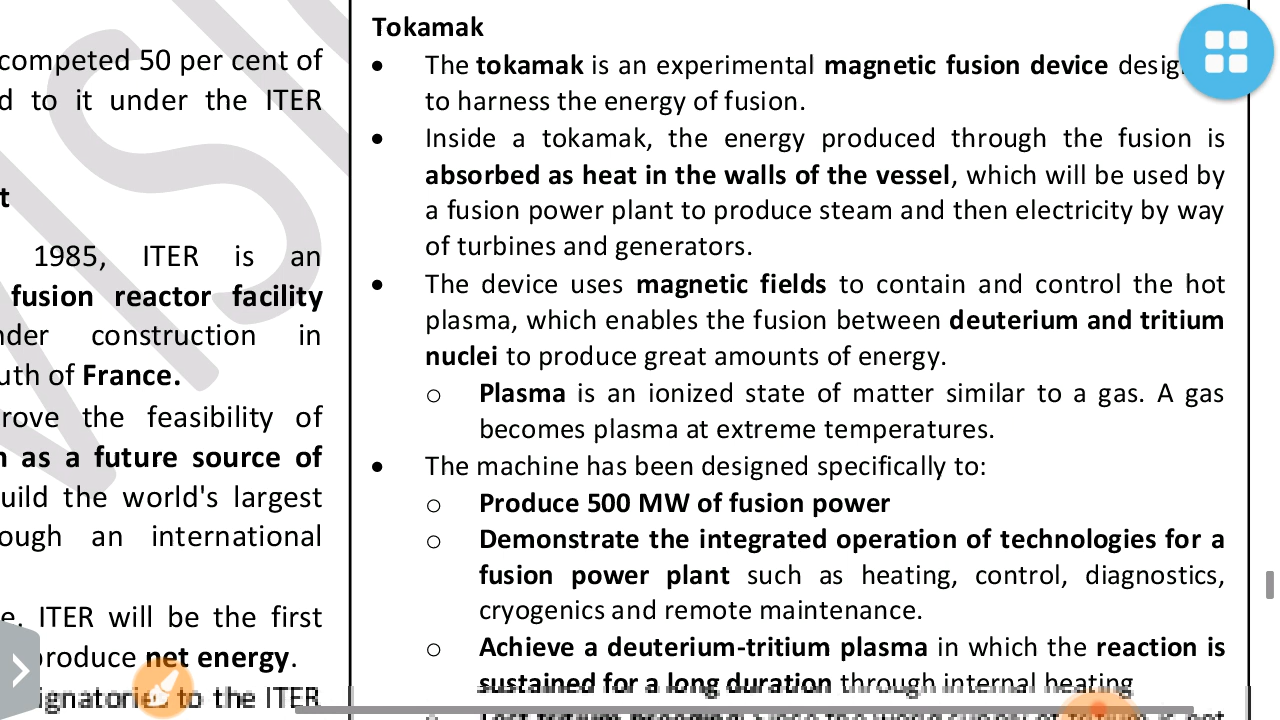 competed 50 per cent of
d to it under the ITER
t
1985, ITER is an
fusion reactor facility
nder construction in
uth of France.
rove the feasibility of
n as a future source of
uild the world's largest
ough an international
e. ITER will be the first
produce net energy.
ignatories to the ITER
Tokamak
• The tokamak is an experimental magnetic fusion device desig
to harness the energy of fusion.
• Inside a tokamak, the energy produced through the fusion is
absorbed as heat in the walls of the vessel, which will be used by
a fusion power plant to produce steam and then electricity by way
of turbines and generators.
• The device uses magnetic fields to contain and control the hot
plasma, which enables the fusion between deuterium and tritium
nuclei to produce great amounts of energy.
o Plasma is an ionized state of matter similar to a gas. A gas
becomes plasma at extreme temperatures.
• The machine has been designed specifically to:
o Produce 500 MW of fusion power
o Demonstrate the integrated operation of technologies for a
fusion power plant such as heating, control, diagnostics,
cryogenics and remote maintenance.
o Achieve a deuterium-tritium plasma in which the reaction is
sustained for a long duration through internal heating